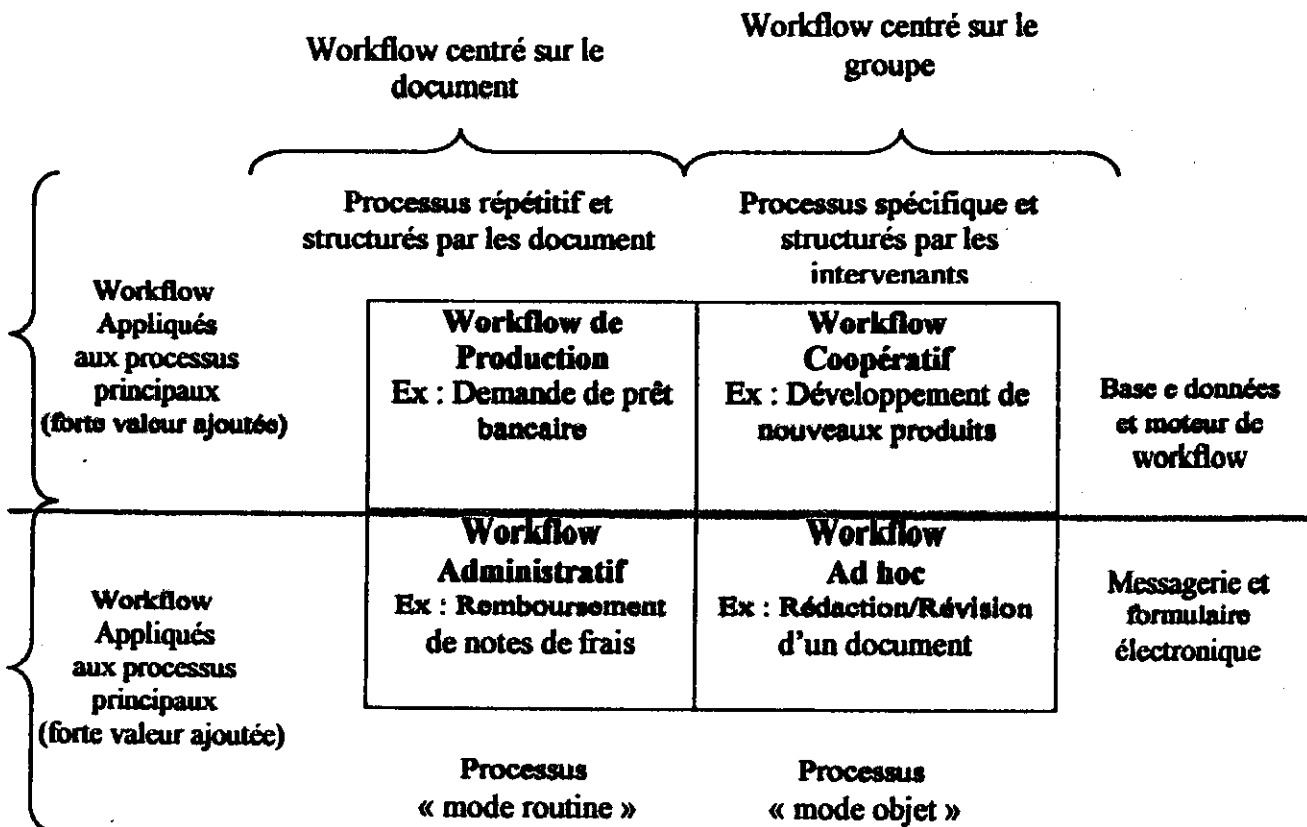 Workflow centré sur le
document
Workflow centré sur le
groupe
Processus répétitif et
structurés par les document
Processus spécifique et
structurés par les
intervenants
Workflow
Appliqués
aux processus
principaux
(forte valeur ajoutée)
Workflow de
Production
Ex : Demande de prêt
bancaire
Workflow
Coopératif
Ex : Développement de
nouveaux produits
Base e données
et moteur de
workflow
Workflow
Appliqués
aux processus
principaux
(forte valeur ajoutée)
Workflow
Administratif
Ex : Remboursement
de notes de frais
Workflow
Ad hoc
Ex : Rédaction/Révision
d'un document
Messagerie et
formulaire
électronique
Processus
« mode routine »
Processus
« mode objet »